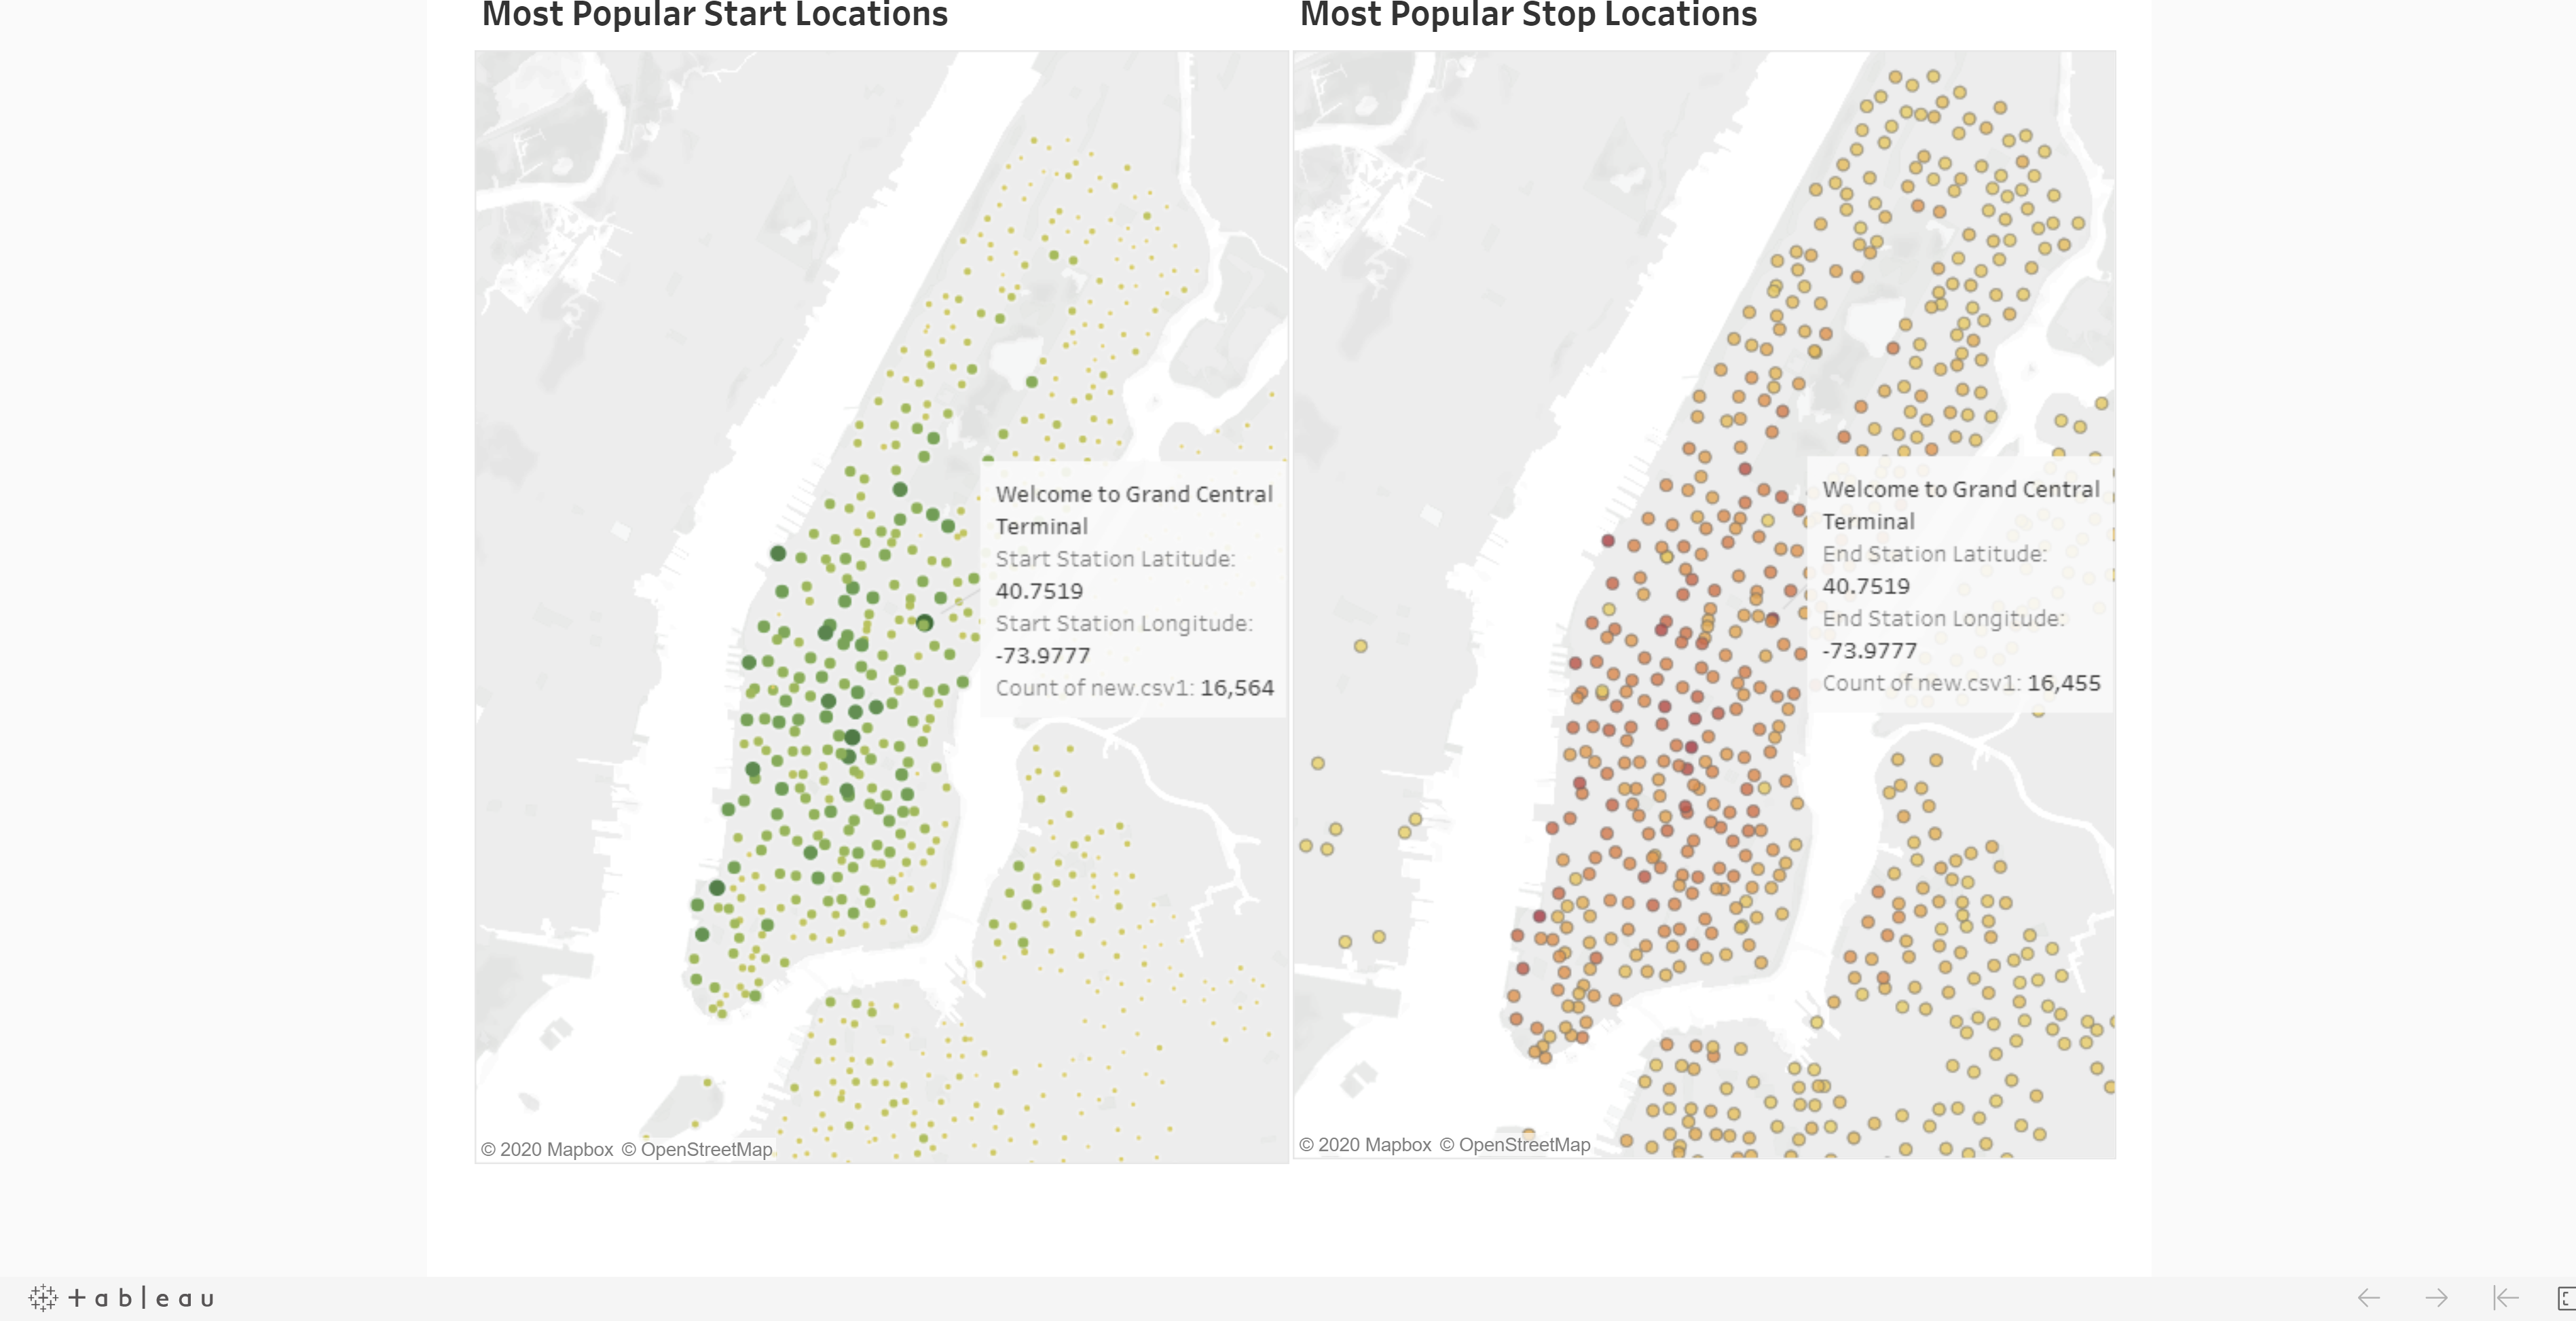 Most Popular Start Locations
Most Popular Stop Locations
Welcome to Grand Central
Terminal
Start Station Latitude:
40.7519
Start Station Longitude:
-73.9777
Count of new.csv1: 16,564
Welcome to Grand Central
Terminal
End Station Latitude:
40.7519
End Station Longitude:
-73.9777
Count of new.csv1: 16,455
© 2020 Mapbox © OpenStreetMap
© 2020 Mapbox © OpenStreetMap
+ableau